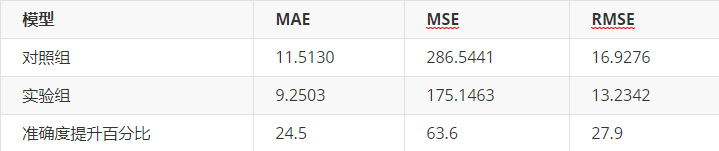 模型 MAE MSE RMSE
对照组 11.5130 286.5441 16.9276
实验组 9.2503 175.1463 13.2342
准确度提升百分比 24.5 63.6 27.9